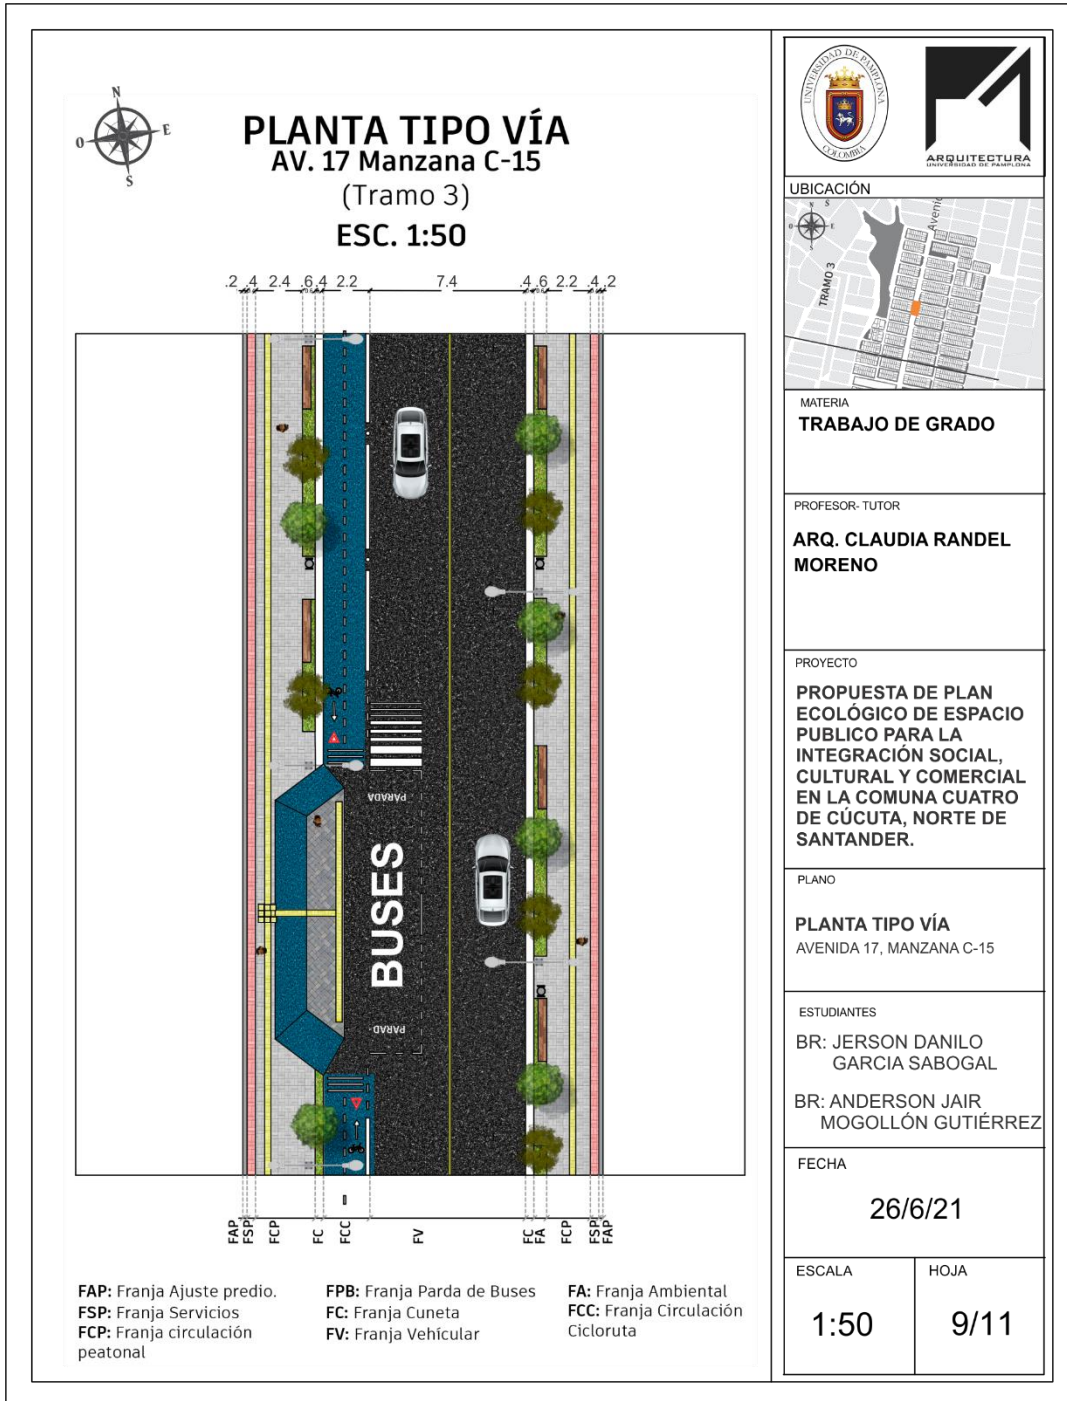 N
O
E
S
PLANTA TIPO VÍA
AV. 17 Manzana C-15
(Tramo 3)
ESC. 1:50
.2 .4 2.4 .6 .4 2.2 7.4 .4 .6 2.2 .4 .2
PARADA
BUSES
PARAD
FAP FSP FCP FC FCC FV FC FA FCP FSP FAP
FAP: Franja Ajuste predio.
FSP: Franja Servicios
FCP: Franja circulación
peatonal
FPB: Franja Parda de Buses
FC: Franja Cuneta
FV: Franja Vehícular
FA: Franja Ambiental
FCC: Franja Circulación
Cicloruta
UNIVERSIDAD DE PAMPLONA
COLOMBIA
ARQUITECTURA
UNIVERSIDAD DE PAMPLONA
UBICACIÓN
TRAMO 3
MATERIA
TRABAJO DE GRADO
PROFESOR- TUTOR
ARQ. CLAUDIA RANDEL
MORENO
PROYECTO
PROPUESTA DE PLAN
ECOLÓGICO DE ESPACIO
PUBLICO PARA LA
INTEGRACIÓN SOCIAL,
CULTURAL Y COMERCIAL
EN LA COMUNA CUATRO
DE CÚCUTA, NORTE DE
SANTANDER.
PLANO
PLANTA TIPO VÍA
AVENIDA 17, MANZANA C-15
ESTUDIANTES
BR: JERSON DANILO
GARCIA SABOGAL
BR: ANDERSON JAIR
MOGOLLÓN GUTIÉRREZ
FECHA
26/6/21
ESCALA
1:50
HOJA
9/11